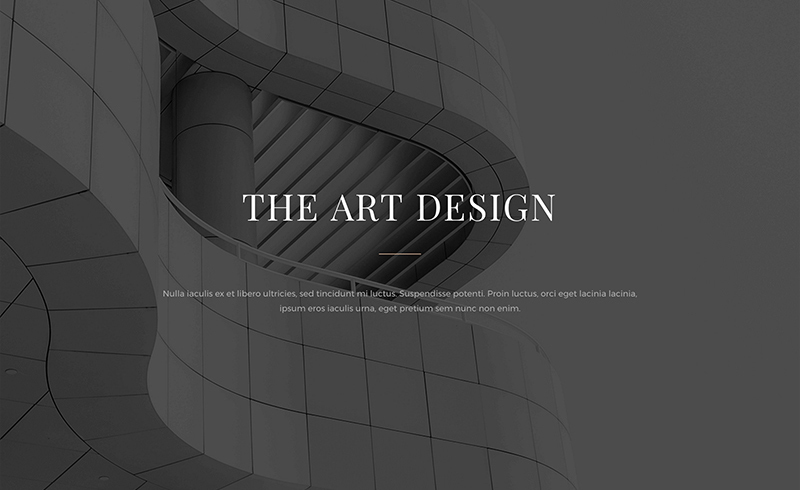 THE ART DESIGN
Nulla iaculis ex et libero ultricies, sed tincidunt mi luctus. Suspendisse potenti. Proin luctus, orci eget lacinia lacinia,
ipsum eros iaculis urna, eget pretium sem nunc non enim.